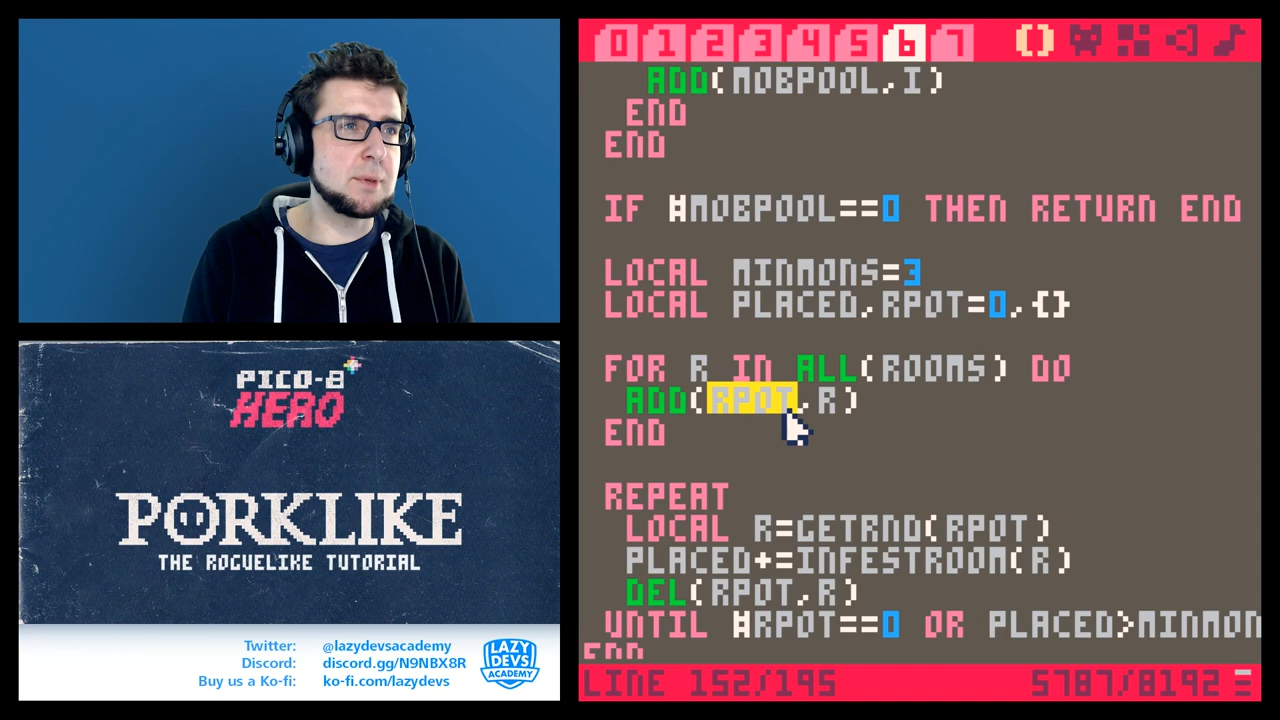 PICO-8
HERO
PORKLIKE
THE ROGUELIKE TUTORIAL
Twitter: @lazydevsacademy
Discord: discord.gg/N9NBX8R
Buy us a Ko-fi: ko-fi.com/lazydevs
LAZY
DEVS
ACADEMY
0 1 2 3 4 5 6 7 ()
ADD(MOBPOOL,I)
END
END
IF #MOBPOOL==0 THEN RETURN END
LOCAL MINMONS=3
LOCAL PLACED,RPOT=0,{}
FOR R IN ALL(ROOMS) DO
ADD(RPOT,R)
END
REPEAT
LOCAL R=GETRND(RPOT)
PLACED+=INFESTROOM(R)
DEL(RPOT,R)
UNTIL #RPOT==0 OR PLACED>MINMON
END
LINE 152/195 5787/8192